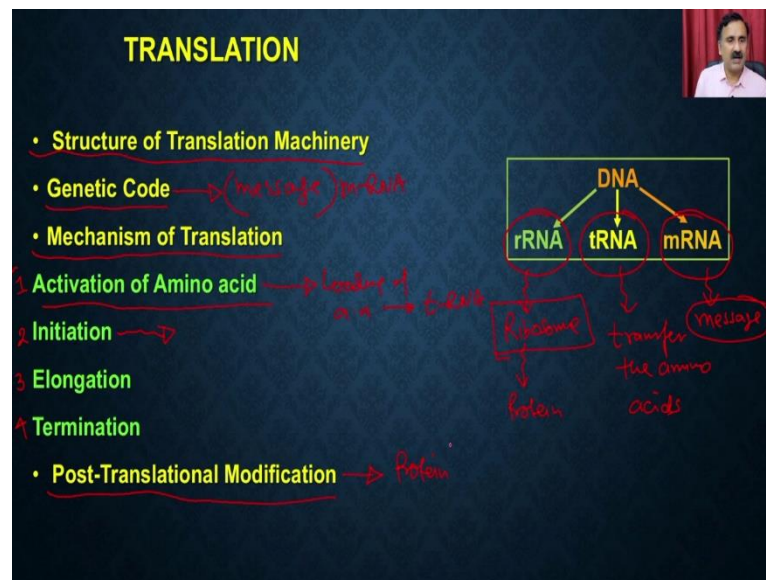 TRANSLATION
• Structure of Translation Machinery
• Genetic Code → (message) m-RNA
• Mechanism of Translation
1 Activation of Amino acid → Loading of
a a → t-RNA
2 Initiation →
3 Elongation
4 Termination
• Post-Translational Modification → Protein
DNA
rRNA tRNA mRNA
Ribosome
Protein
transfer
the amino
acids
message